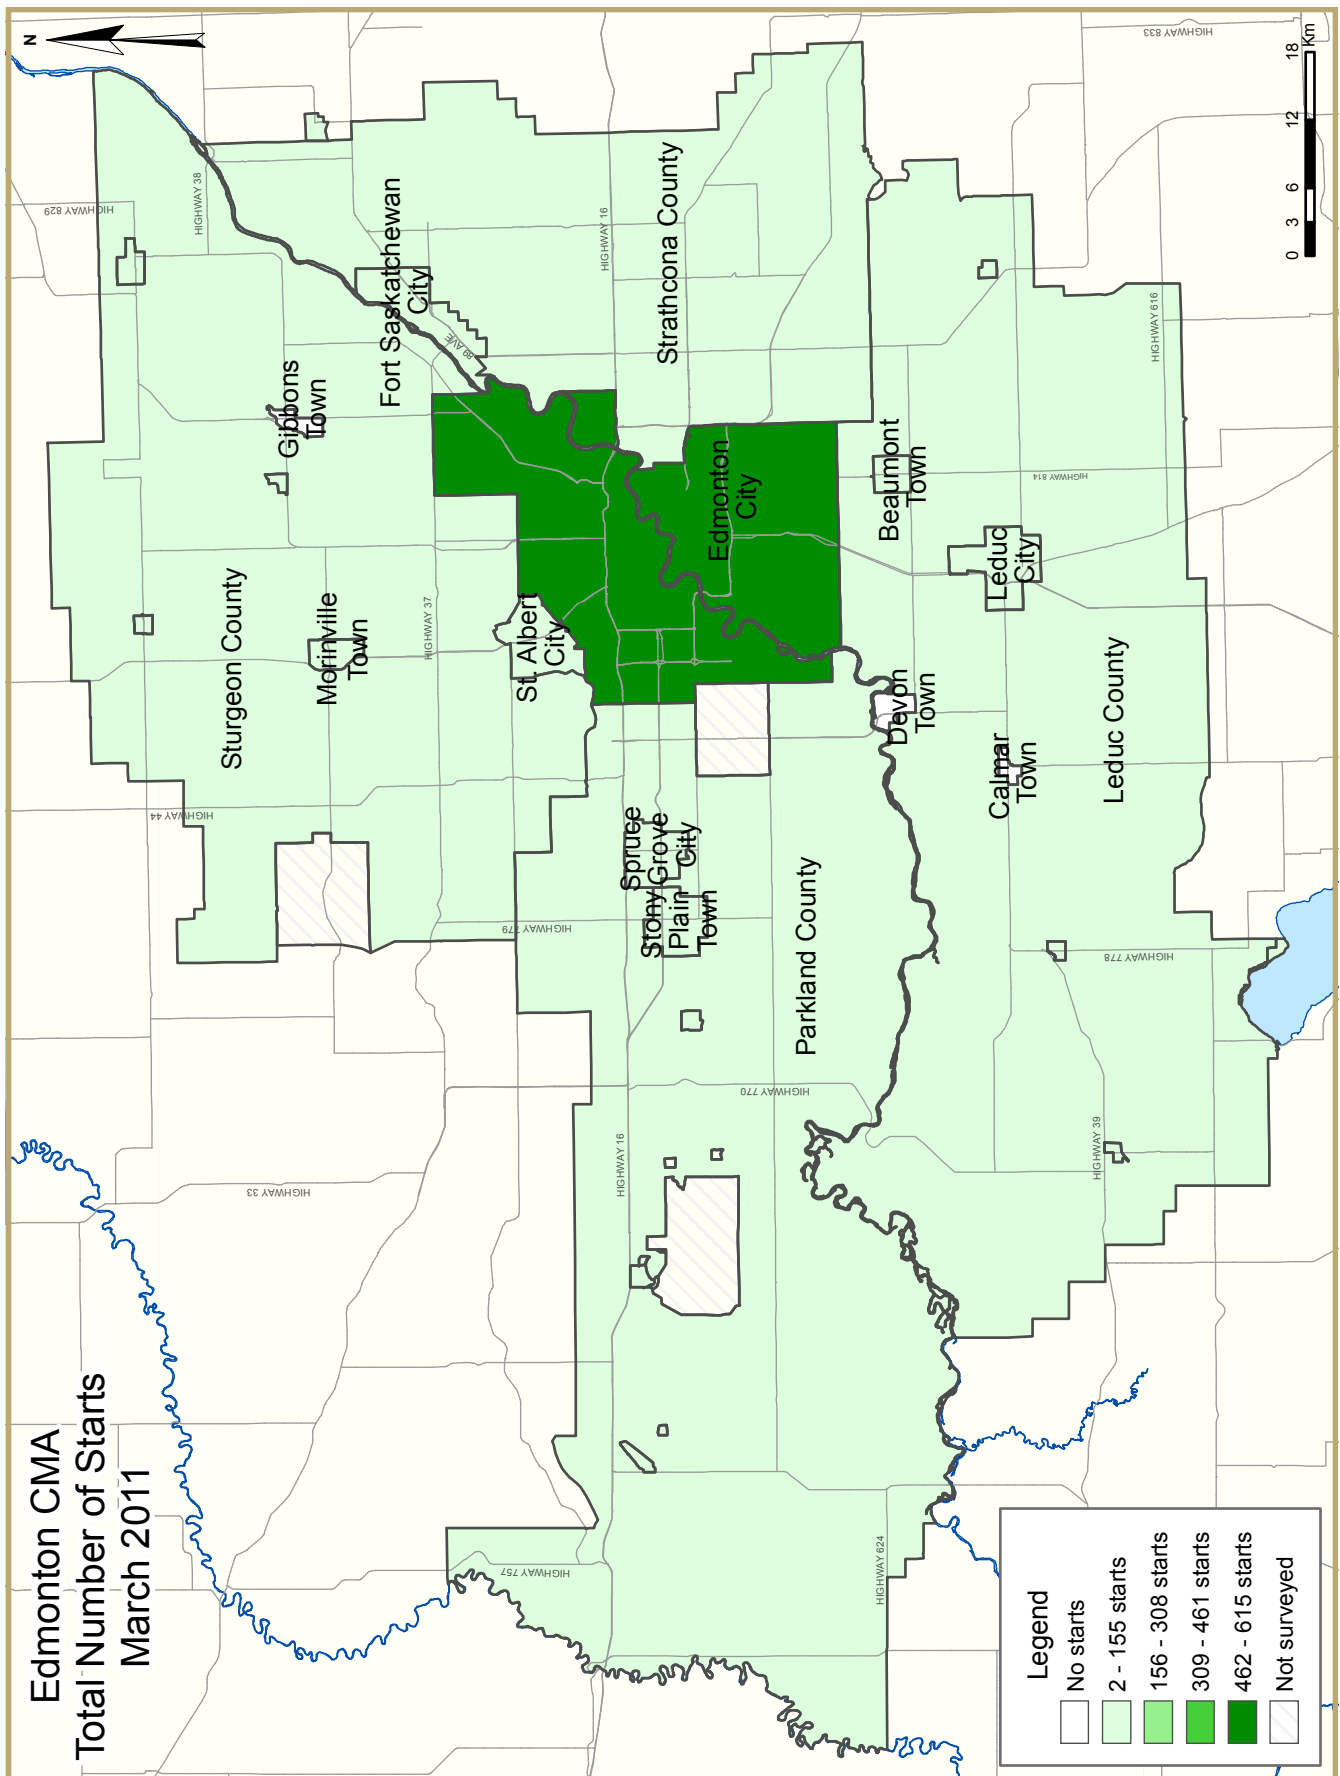 Edmonton CMA
Total Number of Starts
March 2011
N
HIGHWAY 829
HIGHWAY 38
HIGHWAY 833
HIGHWAY 44
Sturgeon County
Gibbons
Town
Morinville
Town
HIGHWAY 37
Fort Saskatchewan
City
89 AVE
St. Albert
City
HIGHWAY 33
HIGHWAY 779
HIGHWAY 757
HIGHWAY 16
HIGHWAY 16
Strathcona County
Spruce
Grove
City
Stony
Plain
Town
Edmonton
City
HIGHWAY 770
Parkland County
Beaumont
Town
Devon
Town
HIGHWAY 624
Leduc
City
Calmar
Town
HIGHWAY 814
Leduc County
HIGHWAY 39
HIGHWAY 778
HIGHWAY 616
Legend
No starts
2 - 155 starts
156 - 308 starts
309 - 461 starts
462 - 615 starts
Not surveyed
0 3 6 12 18
Km